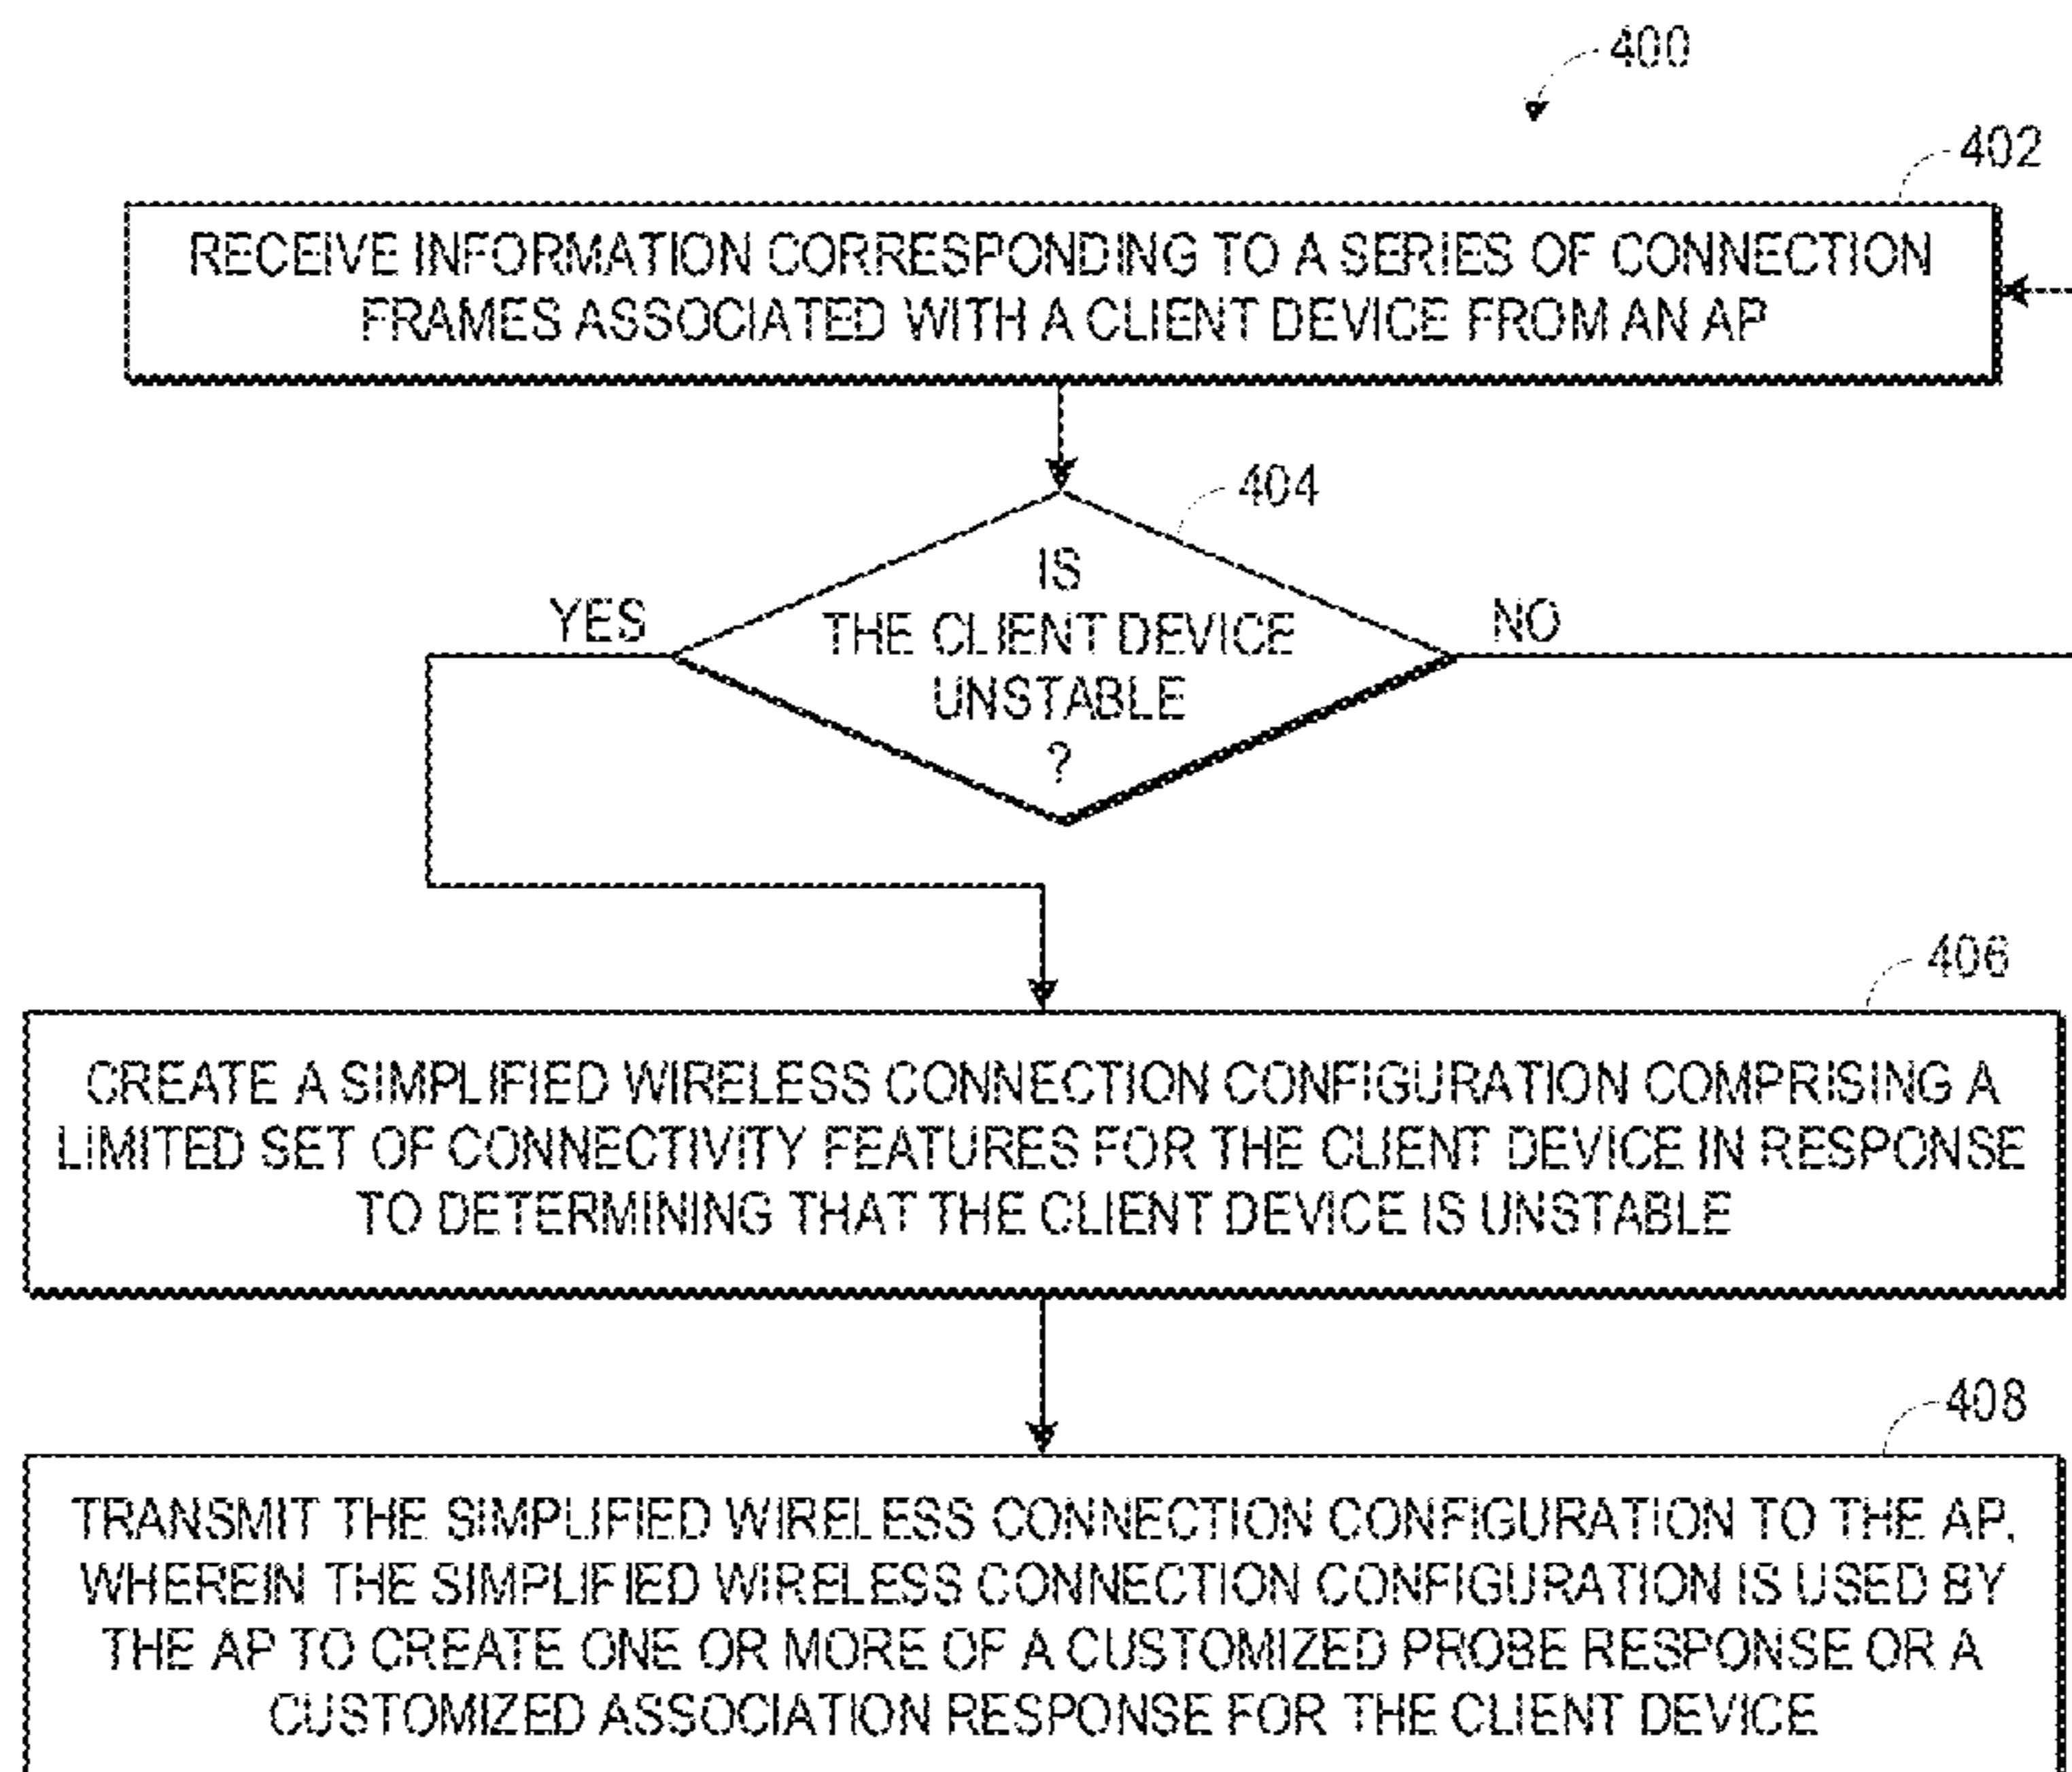 400
402
RECEIVE INFORMATION CORRESPONDING TO A SERIES OF CONNECTION
FRAMES ASSOCIATED WITH A CLIENT DEVICE FROM AN AP
404
IS
THE CLIENT DEVICE
UNSTABLE
?
YES
NO
406
CREATE A SIMPLIFIED WIRELESS CONNECTION CONFIGURATION COMPRISING A
LIMITED SET OF CONNECTIVITY FEATURES FOR THE CLIENT DEVICE IN RESPONSE
TO DETERMINING THAT THE CLIENT DEVICE IS UNSTABLE
408
TRANSMIT THE SIMPLIFIED WIRELESS CONNECTION CONFIGURATION TO THE AP,
WHEREIN THE SIMPLIFIED WIRELESS CONNECTION CONFIGURATION IS USED BY
THE AP TO CREATE ONE OR MORE OF A CUSTOMIZED PROBE RESPONSE OR A
CUSTOMIZED ASSOCIATION RESPONSE FOR THE CLIENT DEVICE